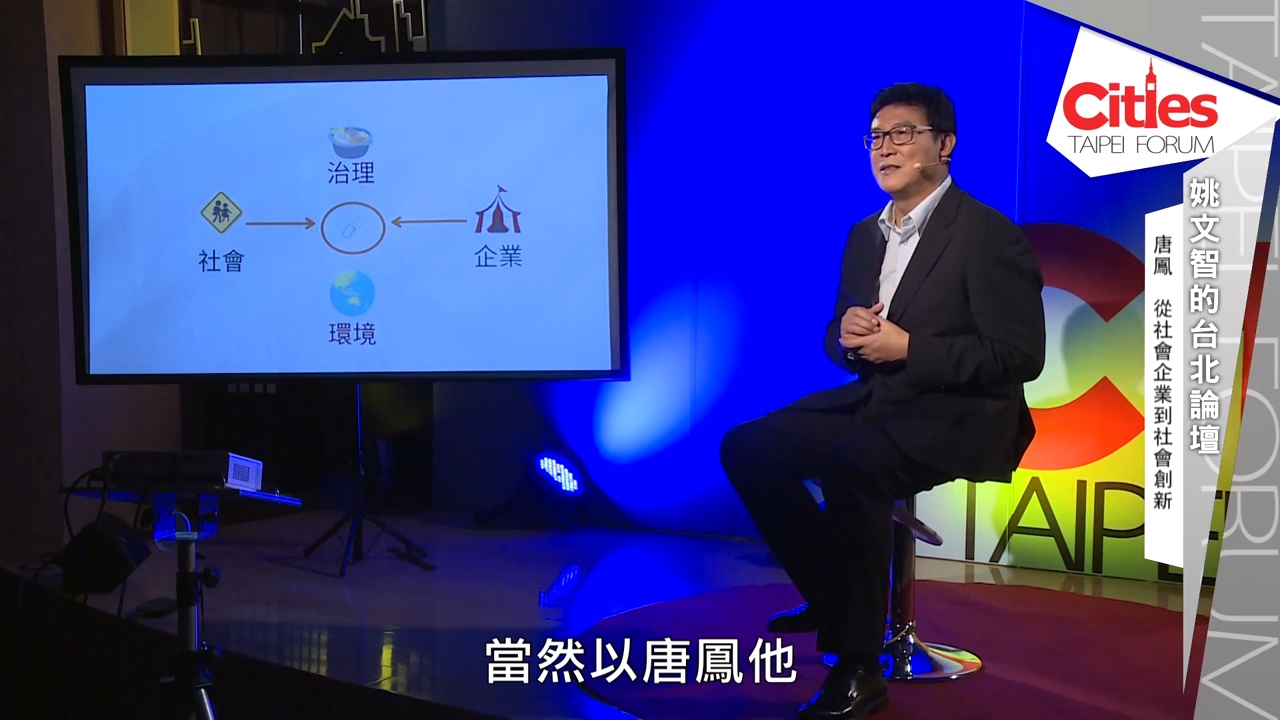 治理
社會
企業
環境
Cities
TAIPEI FORUM
姚文智的台北論壇
唐鳳 從社會企業到社會創新
TAIPEI FORUM
TAIPEI
當然以唐鳳他